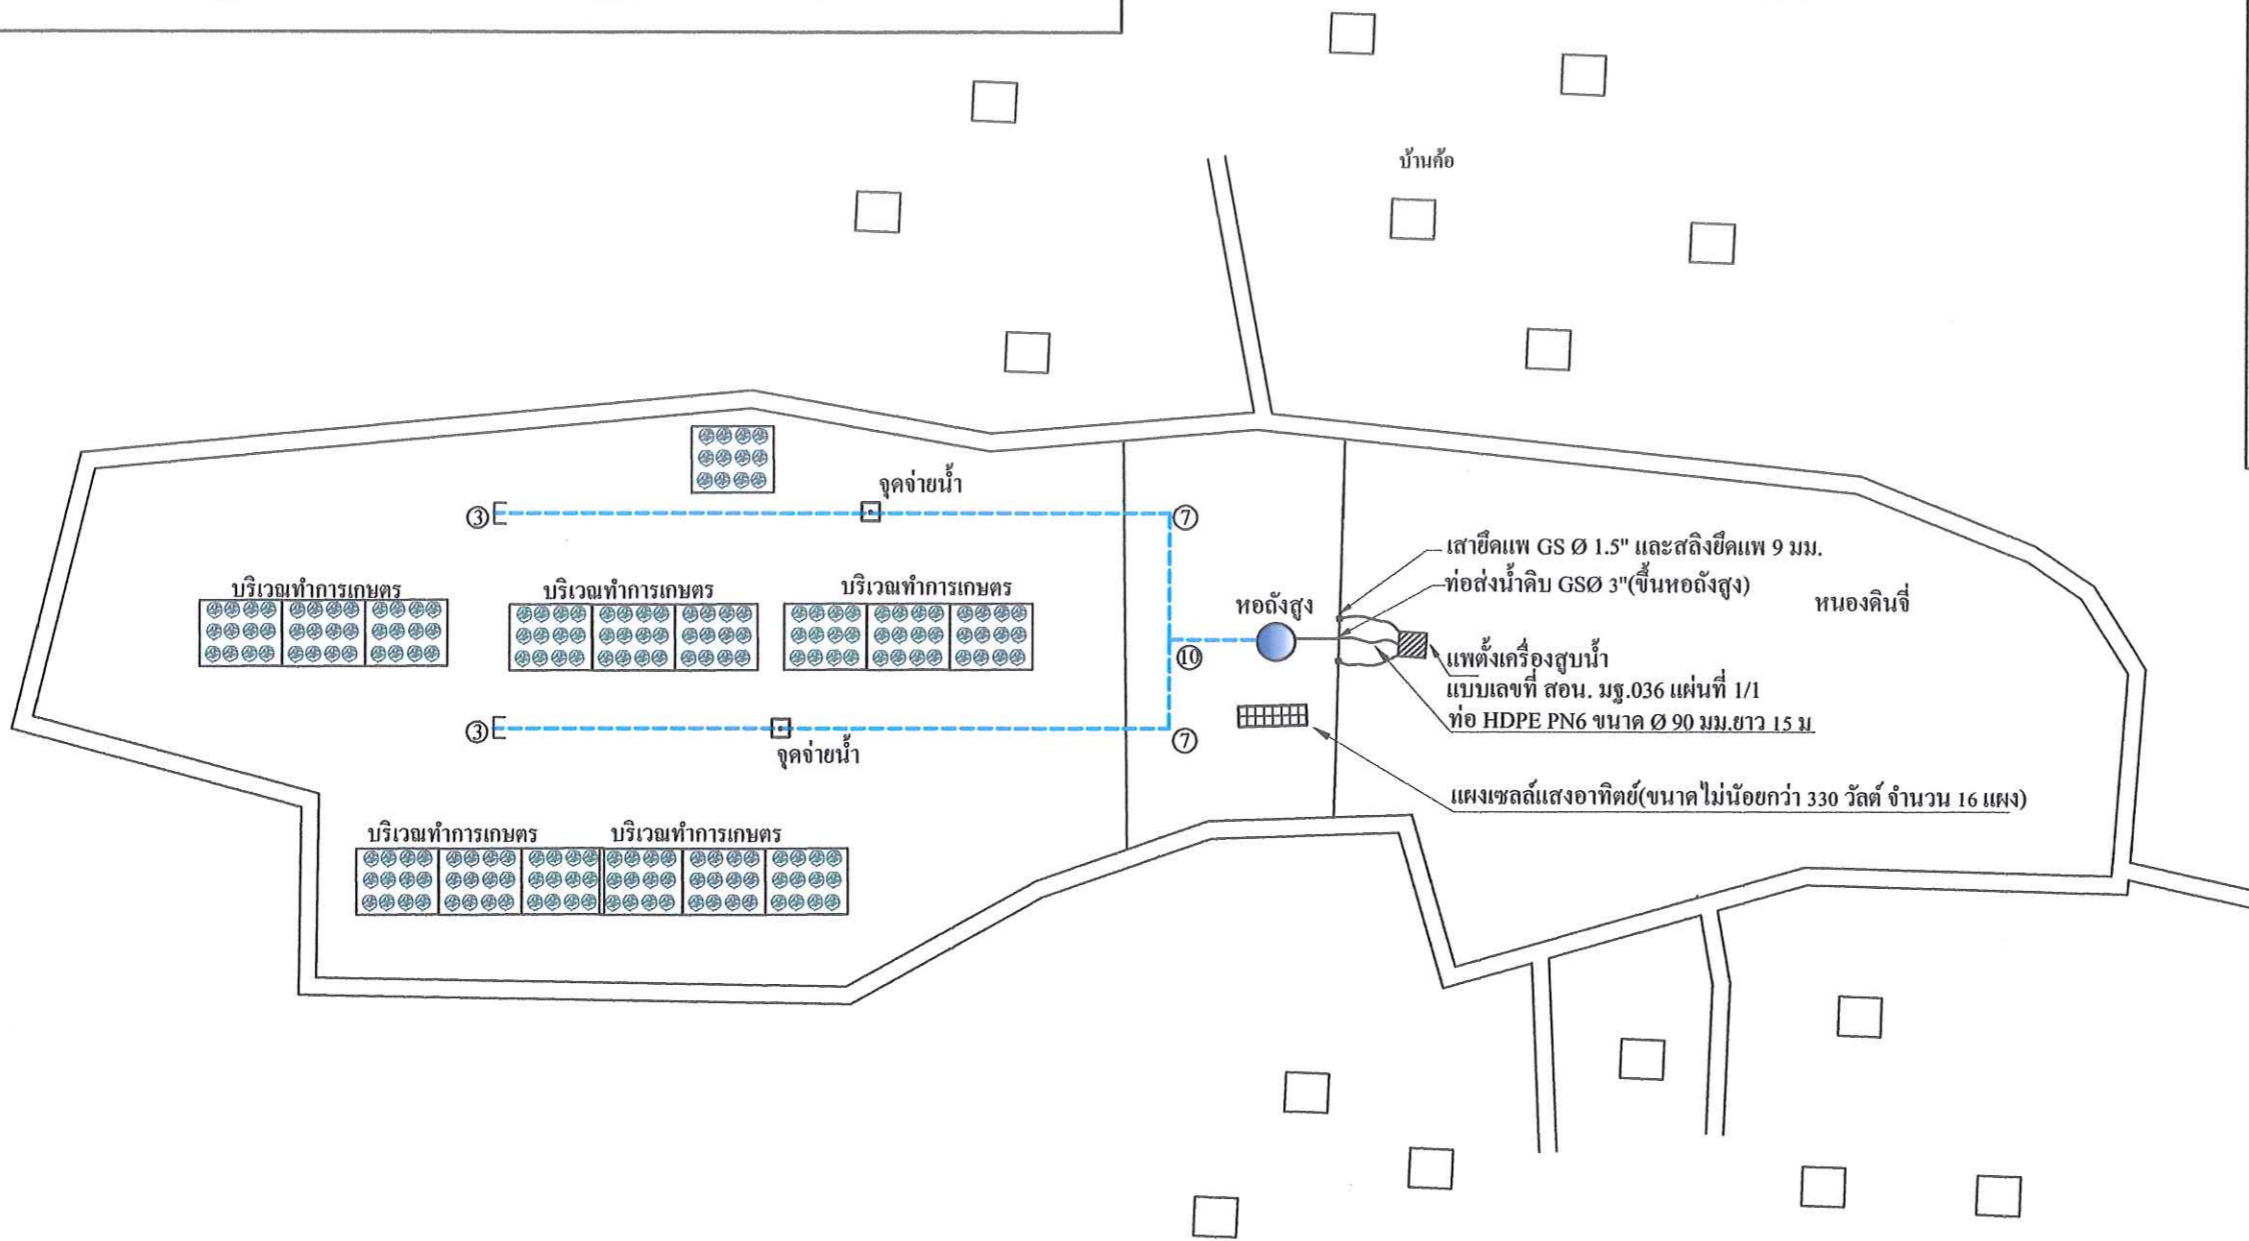 บ้านค้อ
จุดจ่ายน้ำ
③
⑦
เสายึดแพ GS Ø 1.5" และสลิงยึดแพ 9 มม.
ท่อส่งน้ำดิบ GSØ 3"(ขึ้นหอถังสูง)
หนองดินจี่
บริเวณทำการเกษตร
บริเวณทำการเกษตร
บริเวณทำการเกษตร
หอถังสูง
⑩
แพตั้งเครื่องสูบน้ำ
แบบเลขที่ สอน. มฐ.036 แผ่นที่ 1/1
ท่อ HDPE PN6 ขนาด Ø 90 มม.ยาว 15 ม
③
⑦
จุดจ่ายน้ำ
แผงเซลล์แสงอาทิตย์(ขนาดไม่น้อยกว่า 330 วัตต์ จำนวน 16 แผง)
บริเวณทำการเกษตร
บริเวณทำการเกษตร